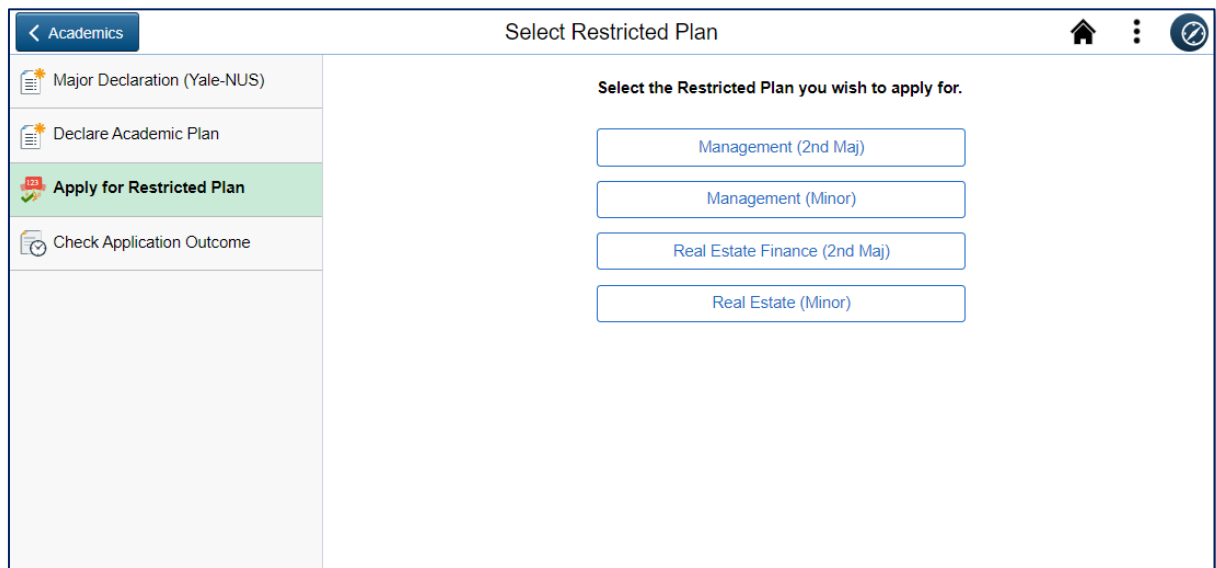 Academics
Select Restricted Plan
Major Declaration (Yale-NUS)
Declare Academic Plan
123
Apply for Restricted Plan
Check Application Outcome
Select the Restricted Plan you wish to apply for.
Management (2nd Maj)
Management (Minor)
Real Estate Finance (2nd Maj)
Real Estate (Minor)